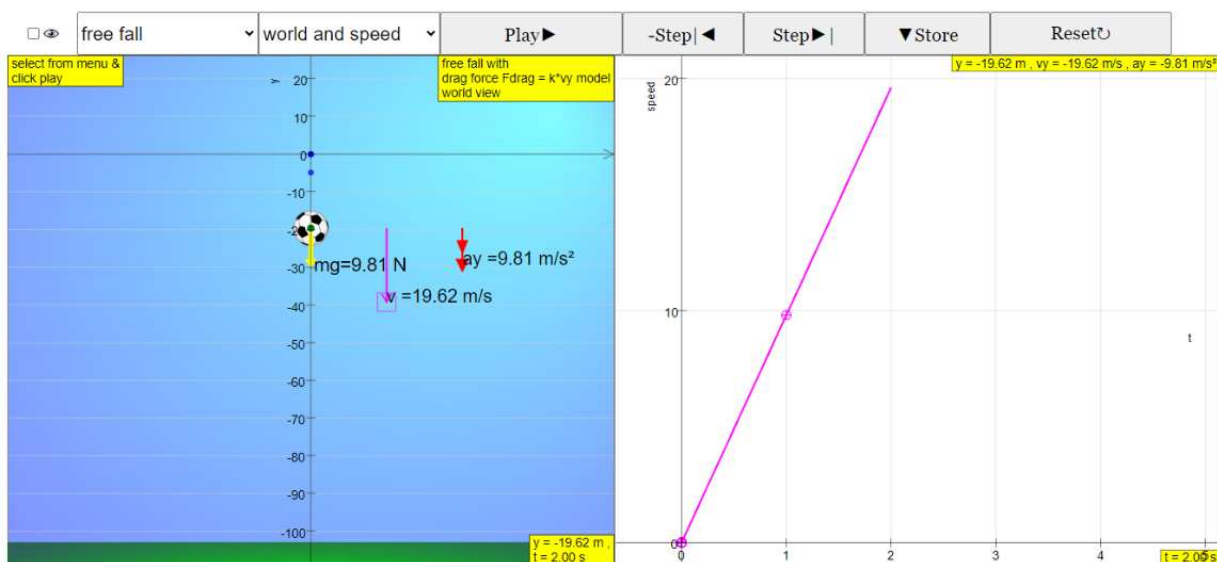 free fall
world and speed
Play►
-Step|◄
Step►|
▼Store
Reset↻
select from menu &
click play
free fall with
drag force Fdrag = k*vy model
world view
y
20
10
0
-10
-20
-30
-40
-50
-60
-70
-80
-90
-100
mg=9.81 N
ay =9.81 m/s²
v =19.62 m/s
y = -19.62 m ,
t = 2.00 s
y = -19.62 m , vy = -19.62 m/s , ay = -9.81 m/s²
speed
20
10
0
t
0
1
2
3
4
5
t = 2.00 s